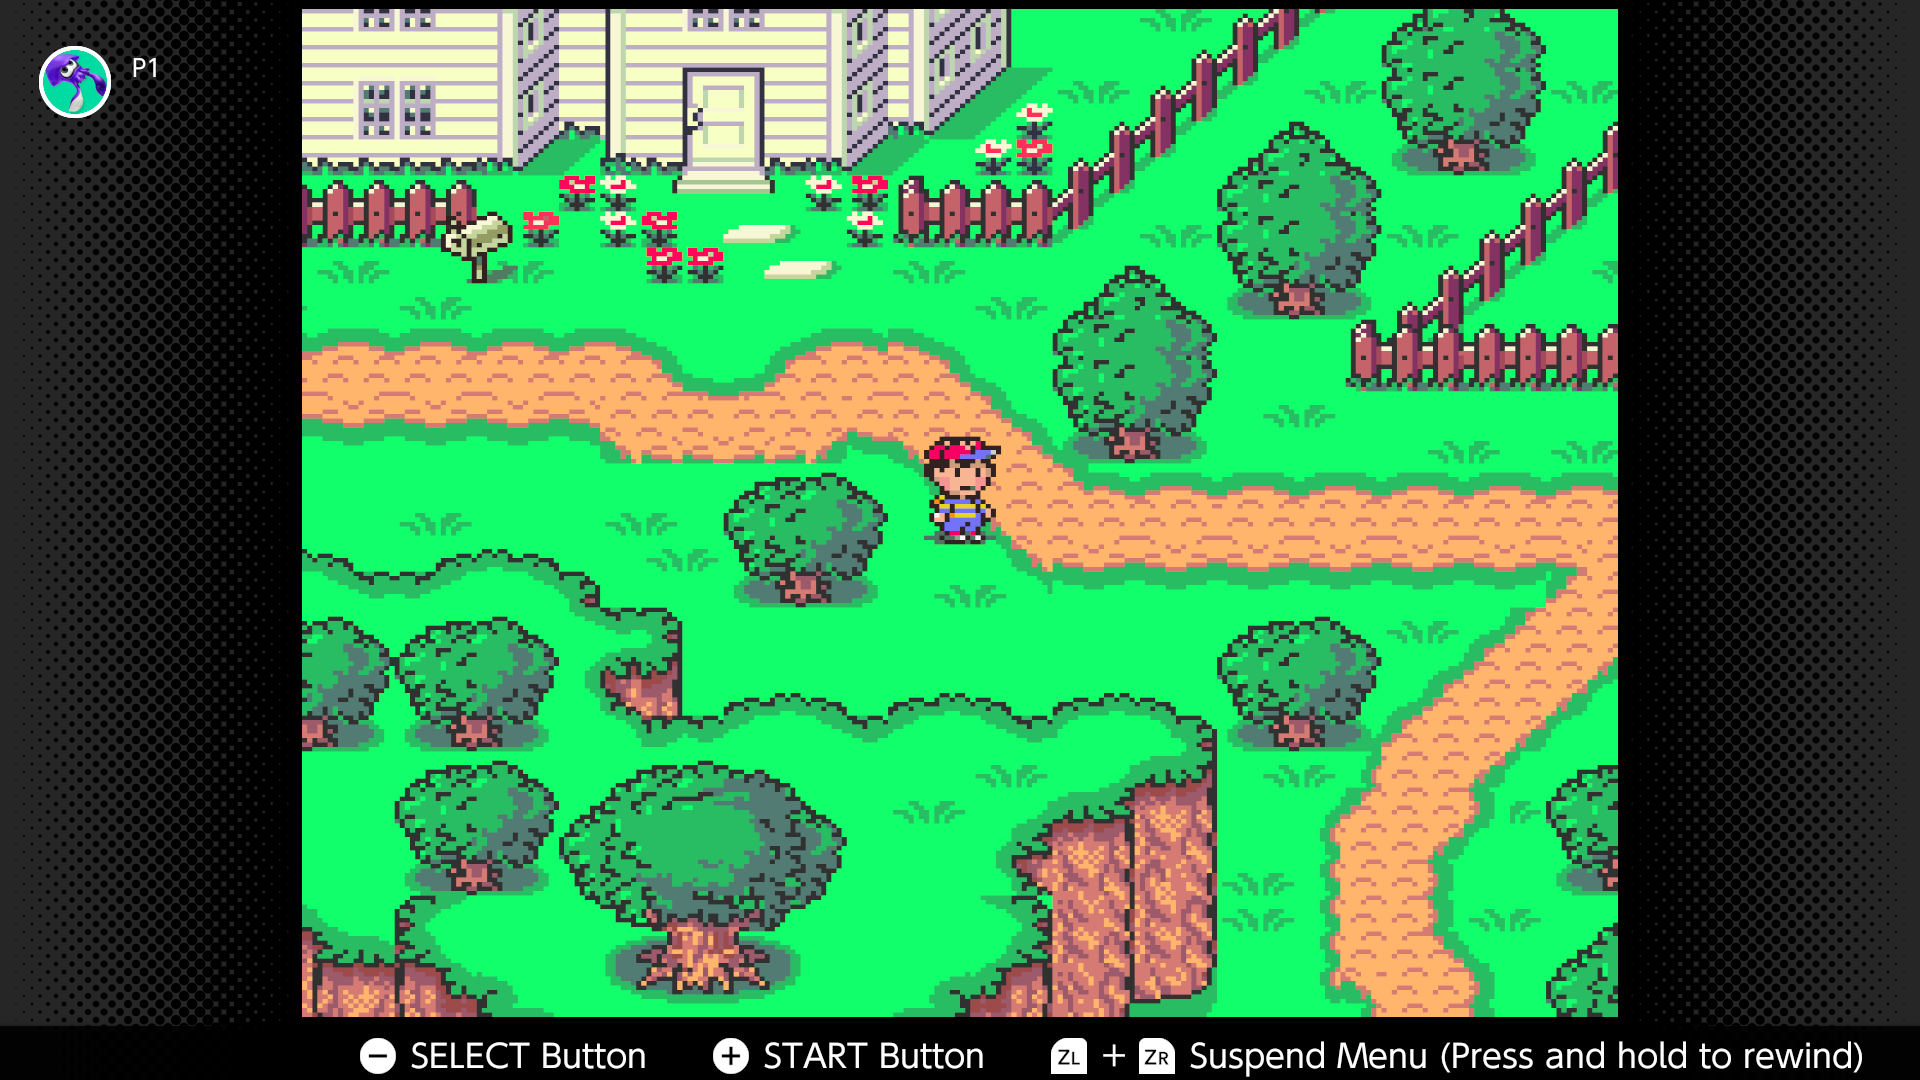 P1
− SELECT Button + START Button ZL + ZR Suspend Menu (Press and hold to rewind)